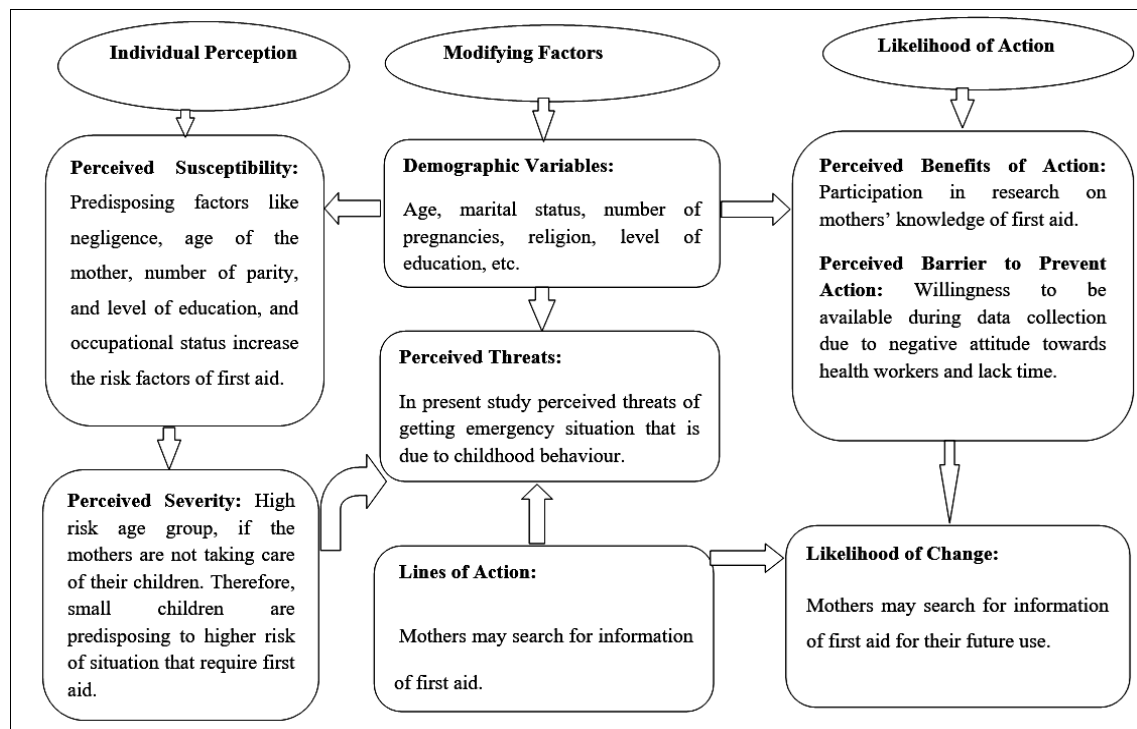 Individual Perception
Modifying Factors
Likelihood of Action
Perceived Susceptibility:
Predisposing factors like
negligence, age of the
mother, number of parity,
and level of education, and
occupational status increase
the risk factors of first aid.
Demographic Variables:
Age, marital status, number of
pregnancies, religion, level of
education, etc.
Perceived Benefits of Action:
Participation in research on
mothers' knowledge of first aid.
Perceived Barrier to Prevent
Action: Willingness to be
available during data collection
due to negative attitude towards
health workers and lack time.
Perceived Threats:
In present study perceived threats of
getting emergency situation that is
due to childhood behaviour.
Perceived Severity: High
risk age group, if the
mothers are not taking care
of their children. Therefore,
small children are
predisposing to higher risk
of situation that require first
aid.
Lines of Action:
Mothers may search for information
of first aid.
Likelihood of Change:
Mothers may search for information
of first aid for their future use.